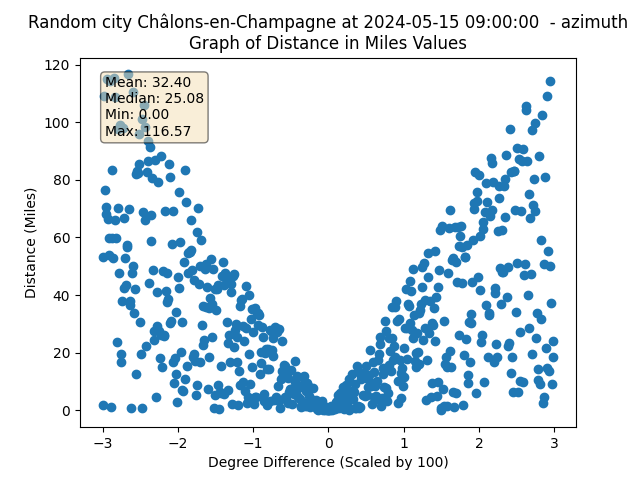 Random city Châlons-en-Champagne at 2024-05-15 09:00:00  - azimuth
Graph of Distance in Miles Values
120
100
80
60
40
20
0
Distance (Miles)
Mean: 32.40
Median: 25.08
Min: 0.00
Max: 116.57
−3
−2
−1
0
1
2
3
Degree Difference (Scaled by 100)